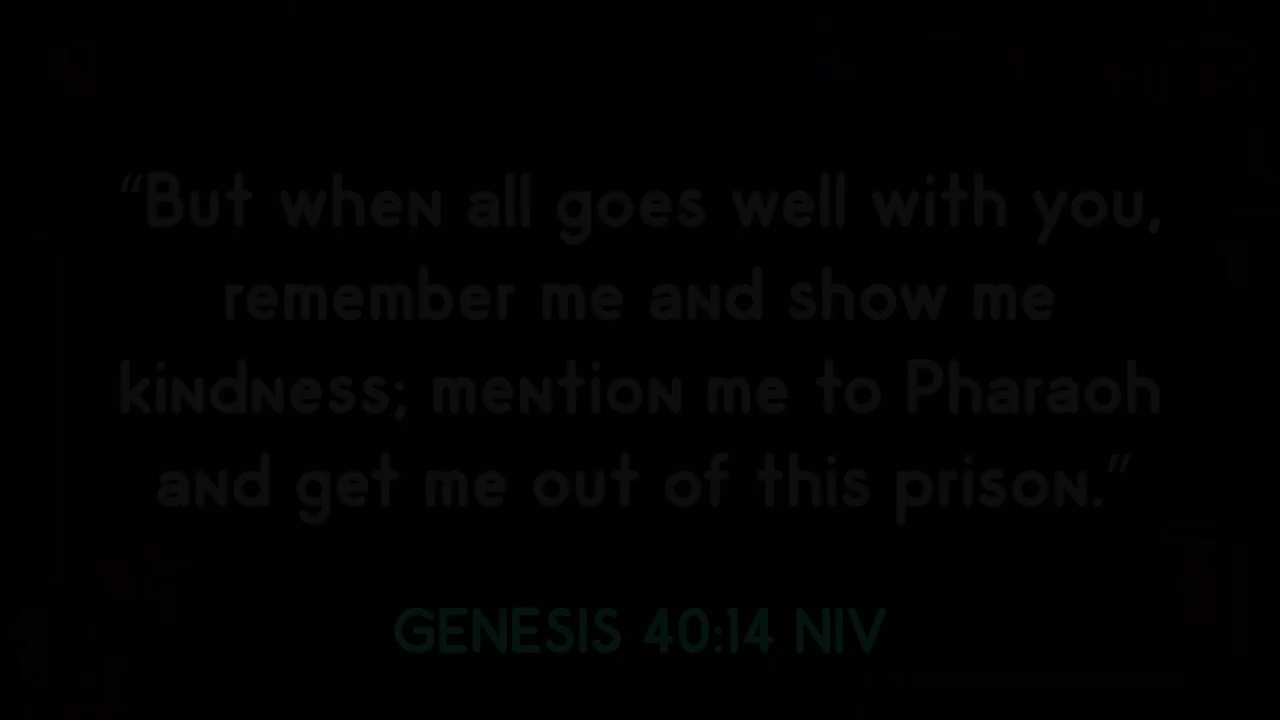 “But when all goes well with you,
remember me and show me
kindness; mention me to Pharaoh
and get me out of this prison.”
GENESIS 40:14 NIV